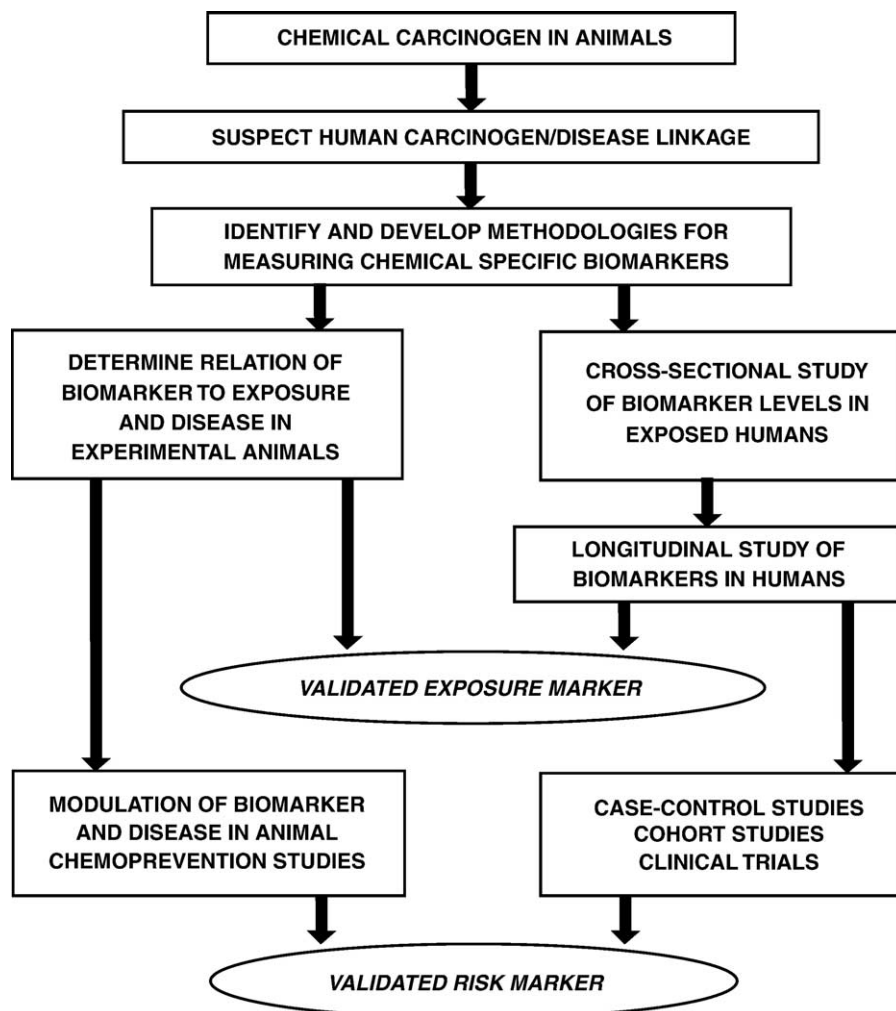 CHEMICAL CARCINOGEN IN ANIMALS
SUSPECT HUMAN CARCINOGEN/DISEASE LINKAGE
IDENTIFY AND DEVELOP METHODOLOGIES FOR
MEASURING CHEMICAL SPECIFIC BIOMARKERS
DETERMINE RELATION OF
BIOMARKER TO EXPOSURE
AND DISEASE IN
EXPERIMENTAL ANIMALS
CROSS-SECTIONAL STUDY
OF BIOMARKER LEVELS IN
EXPOSED HUMANS
LONGITUDINAL STUDY OF
BIOMARKERS IN HUMANS
VALIDATED EXPOSURE MARKER
MODULATION OF BIOMARKER
AND DISEASE IN ANIMAL
CHEMOPREVENTION STUDIES
CASE-CONTROL STUDIES
COHORT STUDIES
CLINICAL TRIALS
VALIDATED RISK MARKER